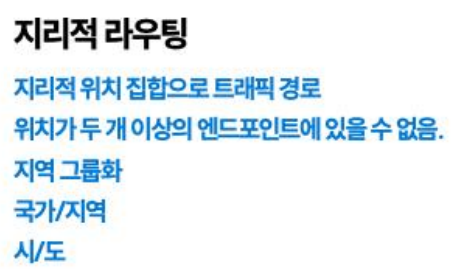 지리적 라우팅
지리적 위치 집합으로 트래픽 경로
위치가 두 개 이상의 엔드포인트에 있을 수 없음.
지역 그룹화
국가/지역
시/도